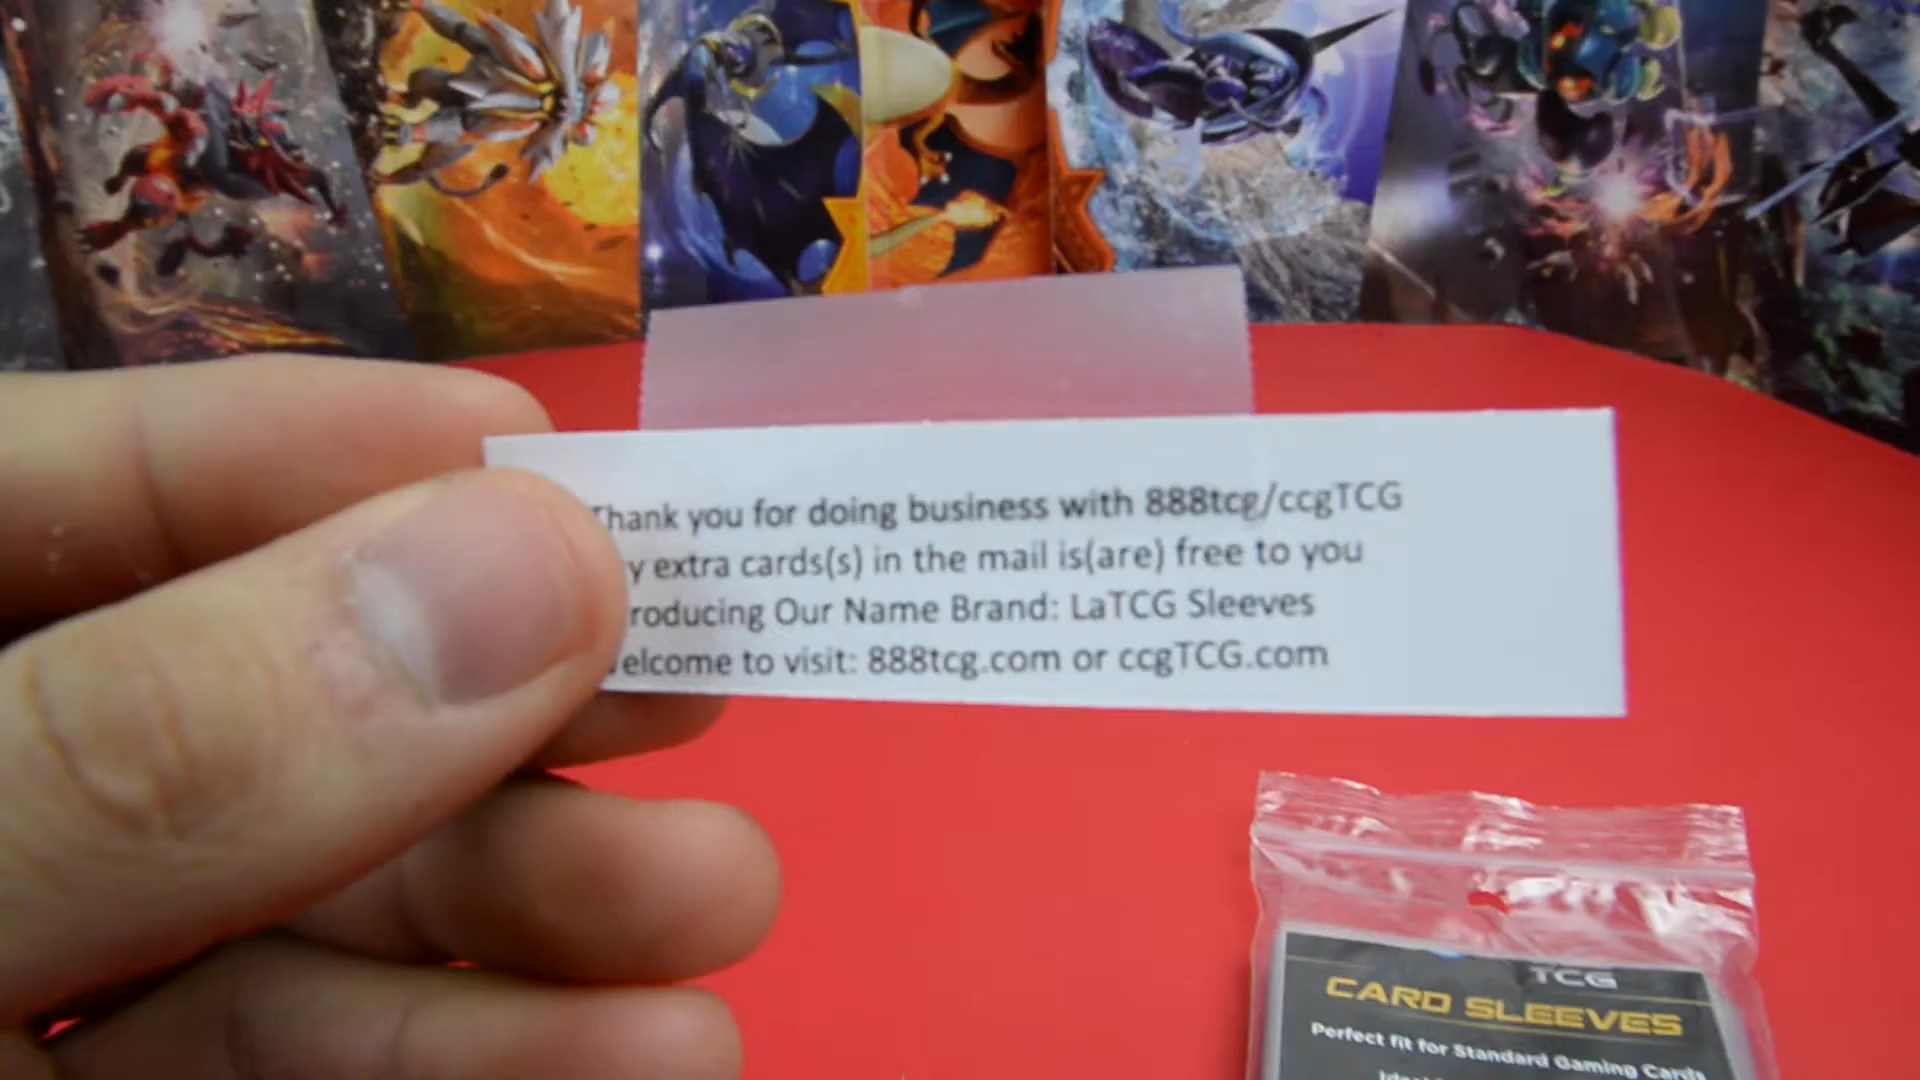 Thank you for doing business with 888tcg/ccgTCG
y extra cards(s) in the mail is(are) free to you
roducing Our Name Brand: LaTCG Sleeves
elcome to visit: 888tcg.com or ccgTCG.com
TCG
CARD SLEEVES
Perfect fit for Standard Gaming Cards